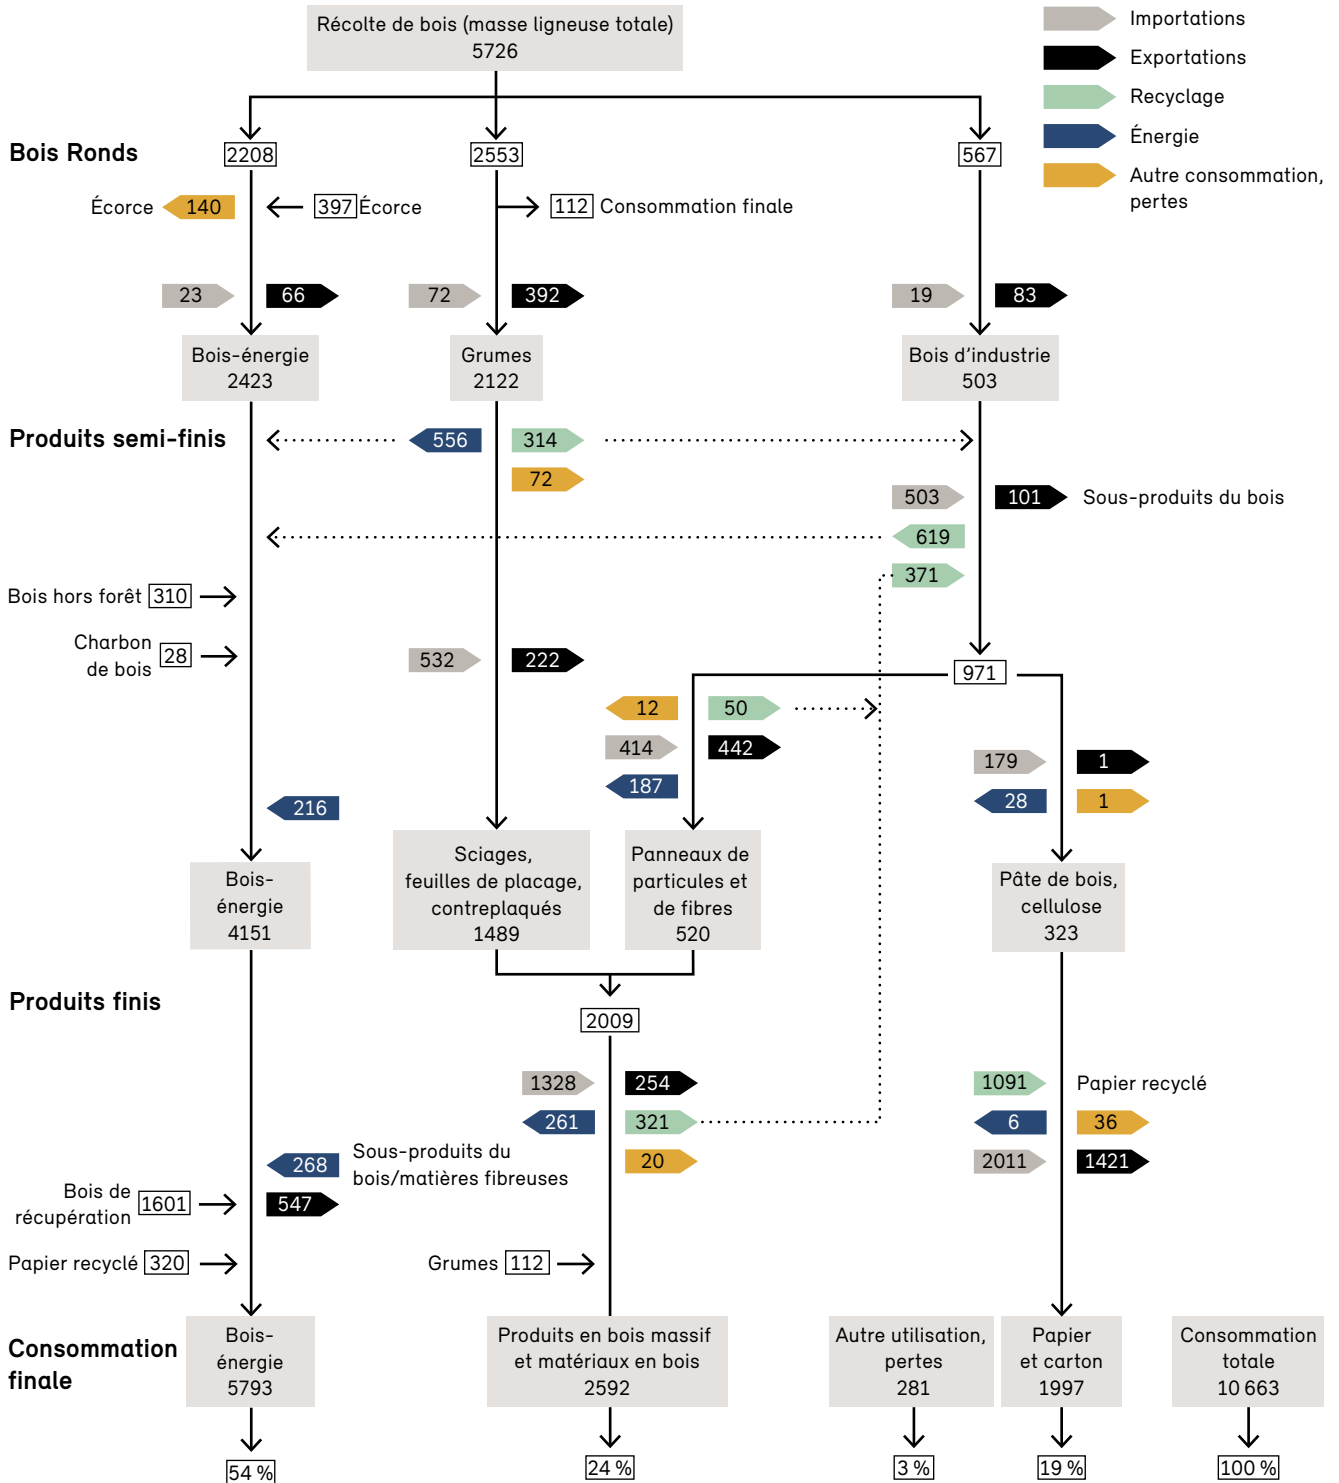 Récolte de bois (masse ligneuse totale)
5726
Importations
Exportations
Recyclage
Énergie
Autre consommation,
pertes
Bois Ronds
2208
2553
567
Écorce
140
397
Écorce
112
Consommation finale
23
66
72
392
19
83
Bois-énergie
2423
Grumes
2122
Bois d'industrie
503
Produits semi-finis
556
314
72
503
101
Sous-produits du bois
619
371
Bois hors forêt
310
Charbon
de bois
28
532
222
971
12
50
414
442
187
179
1
28
1
216
Bois-
énergie
4151
Sciages,
feuilles de placage,
contreplaqués
1489
Panneaux de
particules et
de fibres
520
Pâte de bois,
cellulose
323
Produits finis
2009
1328
254
261
321
20
1091
Papier recyclé
6
36
2011
1421
268
Sous-produits du
bois/matières fibreuses
Bois de
récupération
1601
547
Papier recyclé
320
Grumes
112
Consommation
finale
Bois-
énergie
5793
Produits en bois massif
et matériaux en bois
2592
Autre utilisation,
pertes
281
Papier
et carton
1997
Consommation
totale
10 663
54 %
24 %
3 %
19 %
100 %